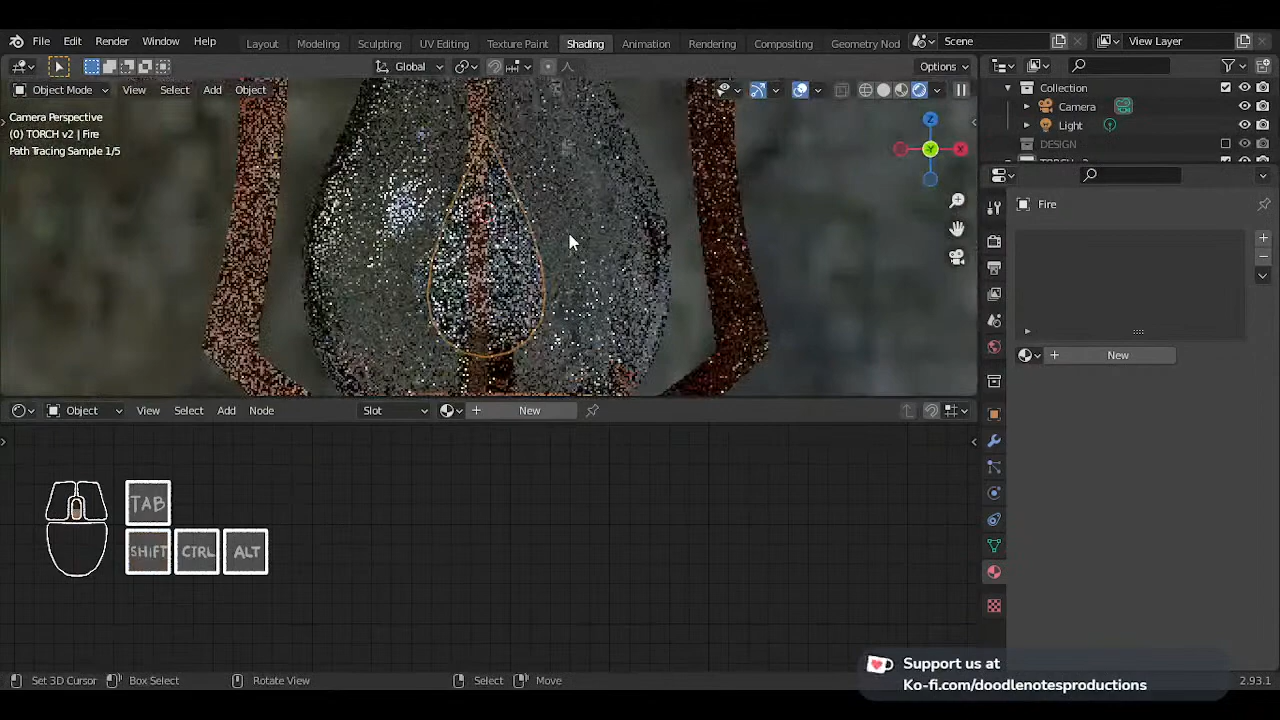 File Edit Render Window Help Layout Modeling Sculpting UV Editing Texture Paint Shading Animation Rendering Compositing Geometry Nod Scene View Layer
Global Options
Object Mode View Select Add Object
Camera Perspective
(0) TORCH v2 | Fire
Path Tracing Sample 1/5
Z
Y
X
Collection
Camera
Light
DESIGN
Fire
New
Object View Select Add Node Slot New
TAB
SHIFT CTRL ALT
Support us at
Ko-fi.com/doodlenotesproductions
Set 3D Cursor Box Select Rotate View Select Move 2.93.1